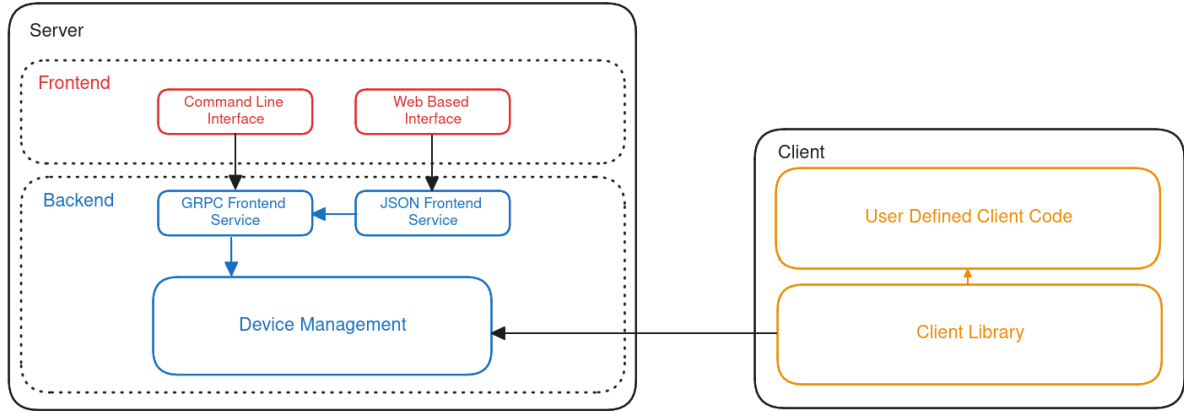 Server
Frontend
Command Line
Interface
Web Based
Interface
Backend
GRPC Frontend
Service
JSON Frontend
Service
Device Management
Client
User Defined Client Code
Client Library